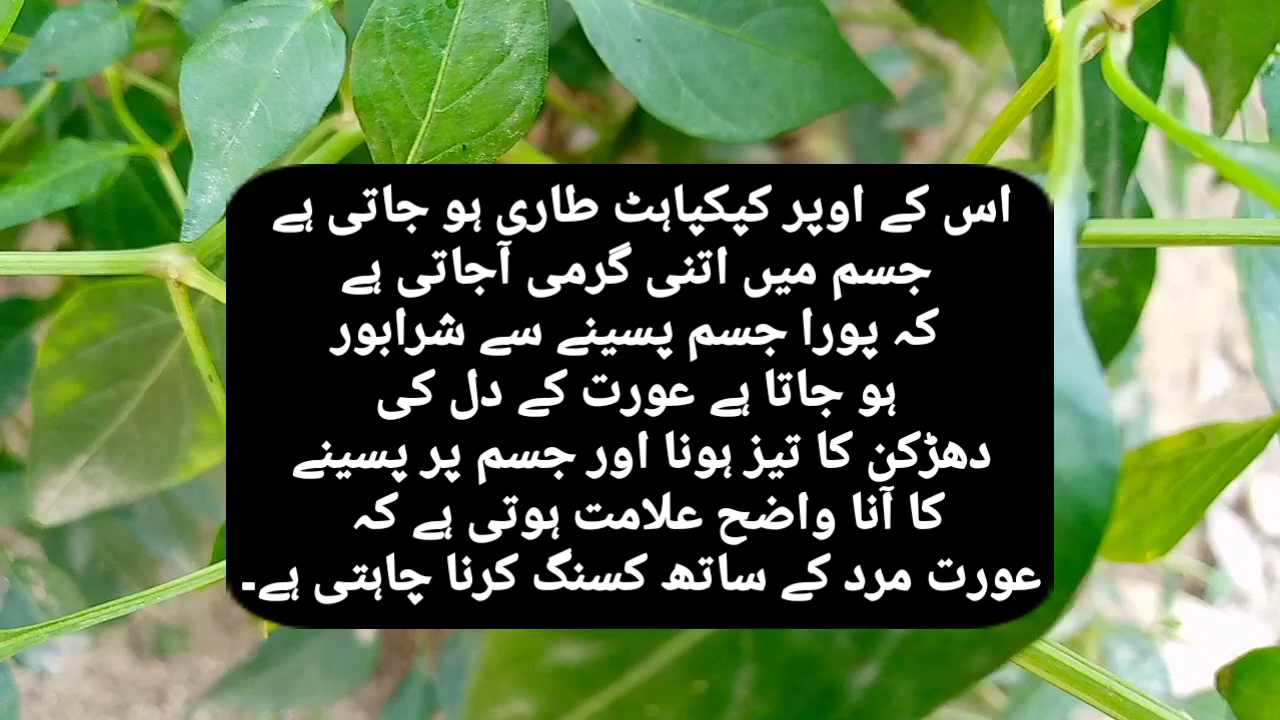 اس کے اوپر کپکپاہٹ طاری ہو جاتی ہے
جسم میں اتنی گرمی آجاتی ہے
کہ پورا جسم پسینے سے شرابور
ہو جاتا ہے عورت کے دل کی
دھڑکن کا تیز ہونا اور جسم پر پسینے
کا آنا واضح علامت ہوتی ہے کہ
عورت مرد کے ساتھ کسنگ کرنا چاہتی ہے۔